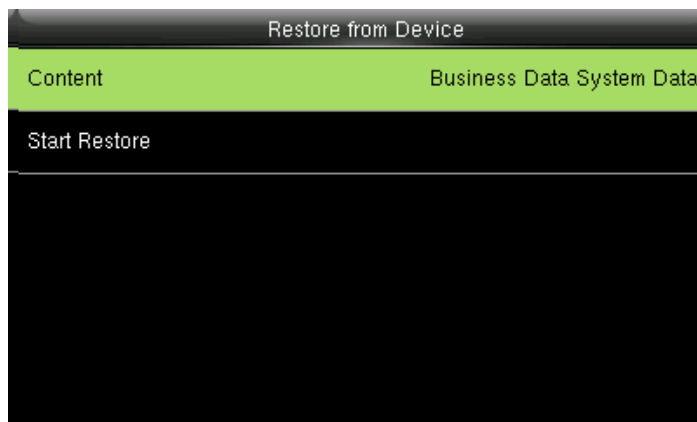 Restore from Device
Content Business Data System Data
Start Restore